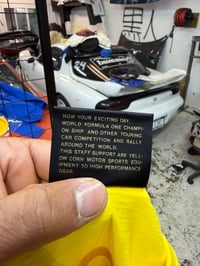 NOW YOUR EXCITING DAY.
WORLD FORMULA ONE CHAMPI-
ON SHIP AND OTHER TOURING
CAR COMPETITION AND RALLY
AROUND THE WORLD.
THIS STAFF SUPPORT ARE YELL-
OW CORN MOTOR SPORTS EQU-
IPMENT TO HIGH PERFORMANCE
GEAR.